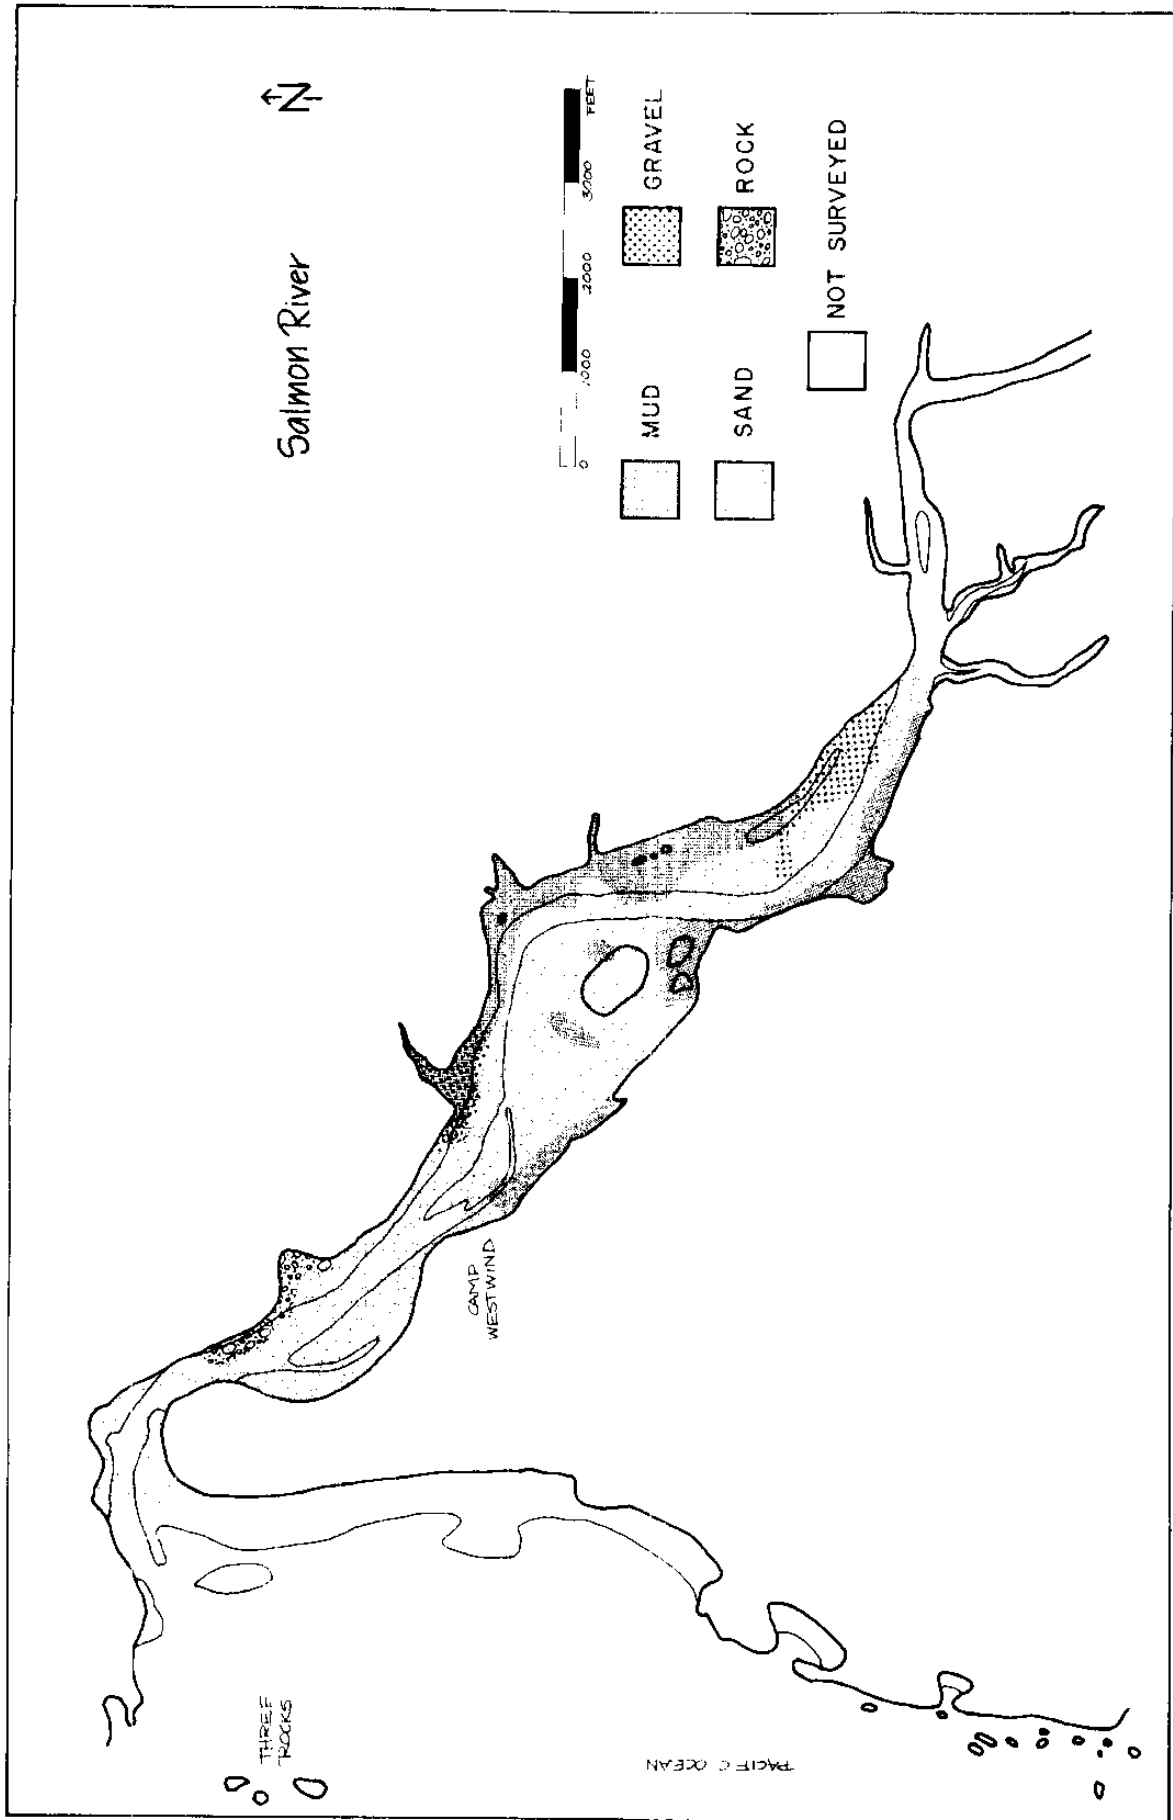 Salmon River
N
0 1000 2000 3000 FEET
MUD
GRAVEL
SAND
ROCK
NOT SURVEYED
CAMP
WESTWIND
THREE
ROCKS
PACIFIC OCEAN